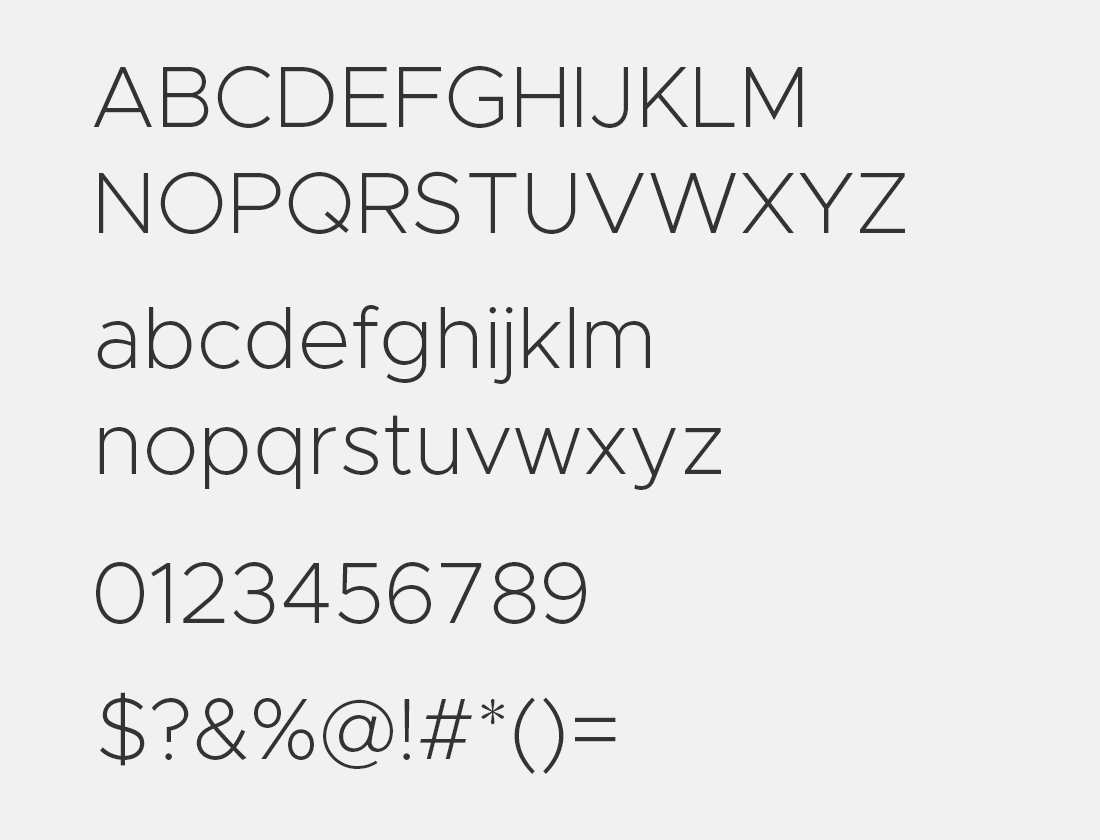 ABCDEFGHIJKLM
NOPQRSTUVWXYZ
abcdefghijklm
nopqrstuvwxyz
0123456789
$?&%@!#*()=